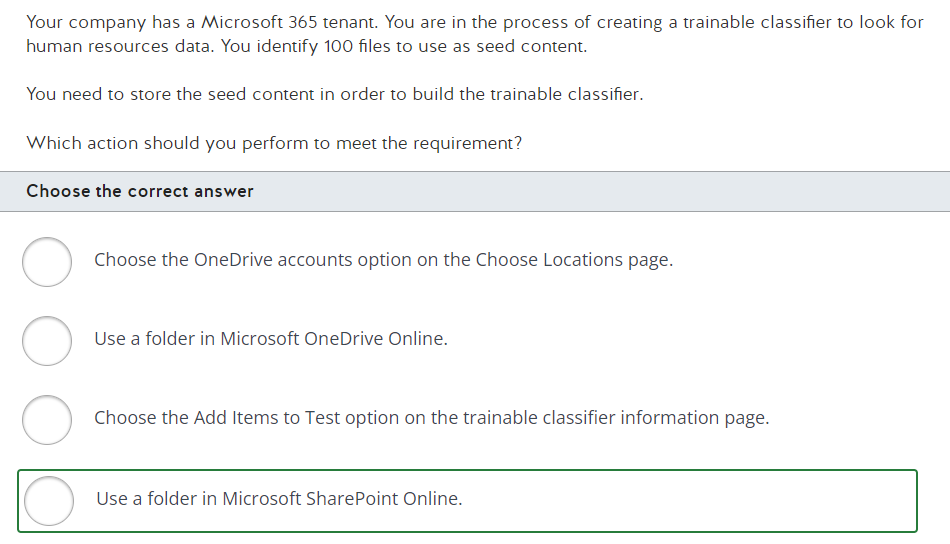 Your company has a Microsoft 365 tenant. You are in the process of creating a trainable classifier to look for
human resources data. You identify 100 files to use as seed content.
You need to store the seed content in order to build the trainable classifier.
Which action should you perform to meet the requirement?
Choose the correct answer
Choose the OneDrive accounts option on the Choose Locations page.
Use a folder in Microsoft OneDrive Online.
Choose the Add Items to Test option on the trainable classifier information page.
Use a folder in Microsoft SharePoint Online.